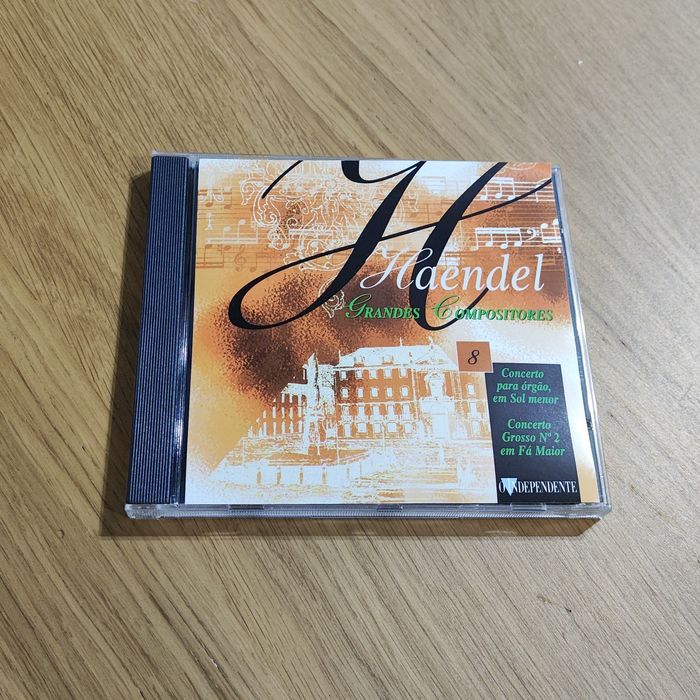 H
Haendel
GRANDES COMPOSITORES
8
Concerto
para órgão,
em Sol menor
Concerto
Grosso Nº 2
em Fá Maior
O INDEPENDENTE